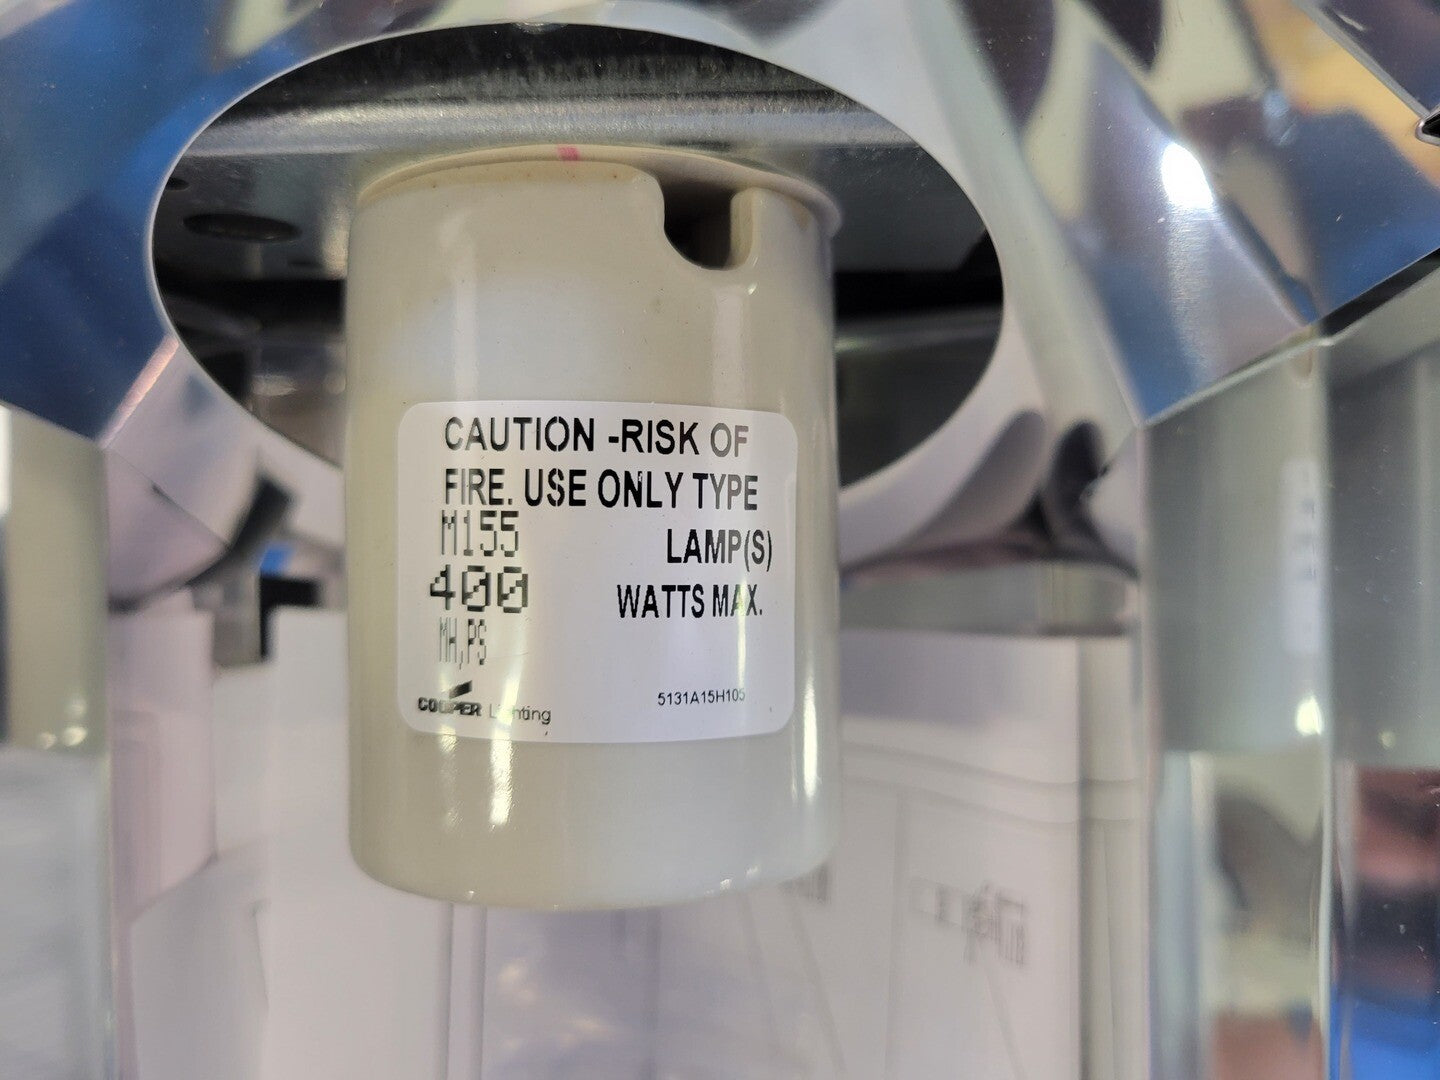 CAUTION -RISK OF
FIRE. USE ONLY TYPE
M155 LAMP(S)
400 WATTS MAX.
MH,PS
COOPER Lighting
5131A15H105